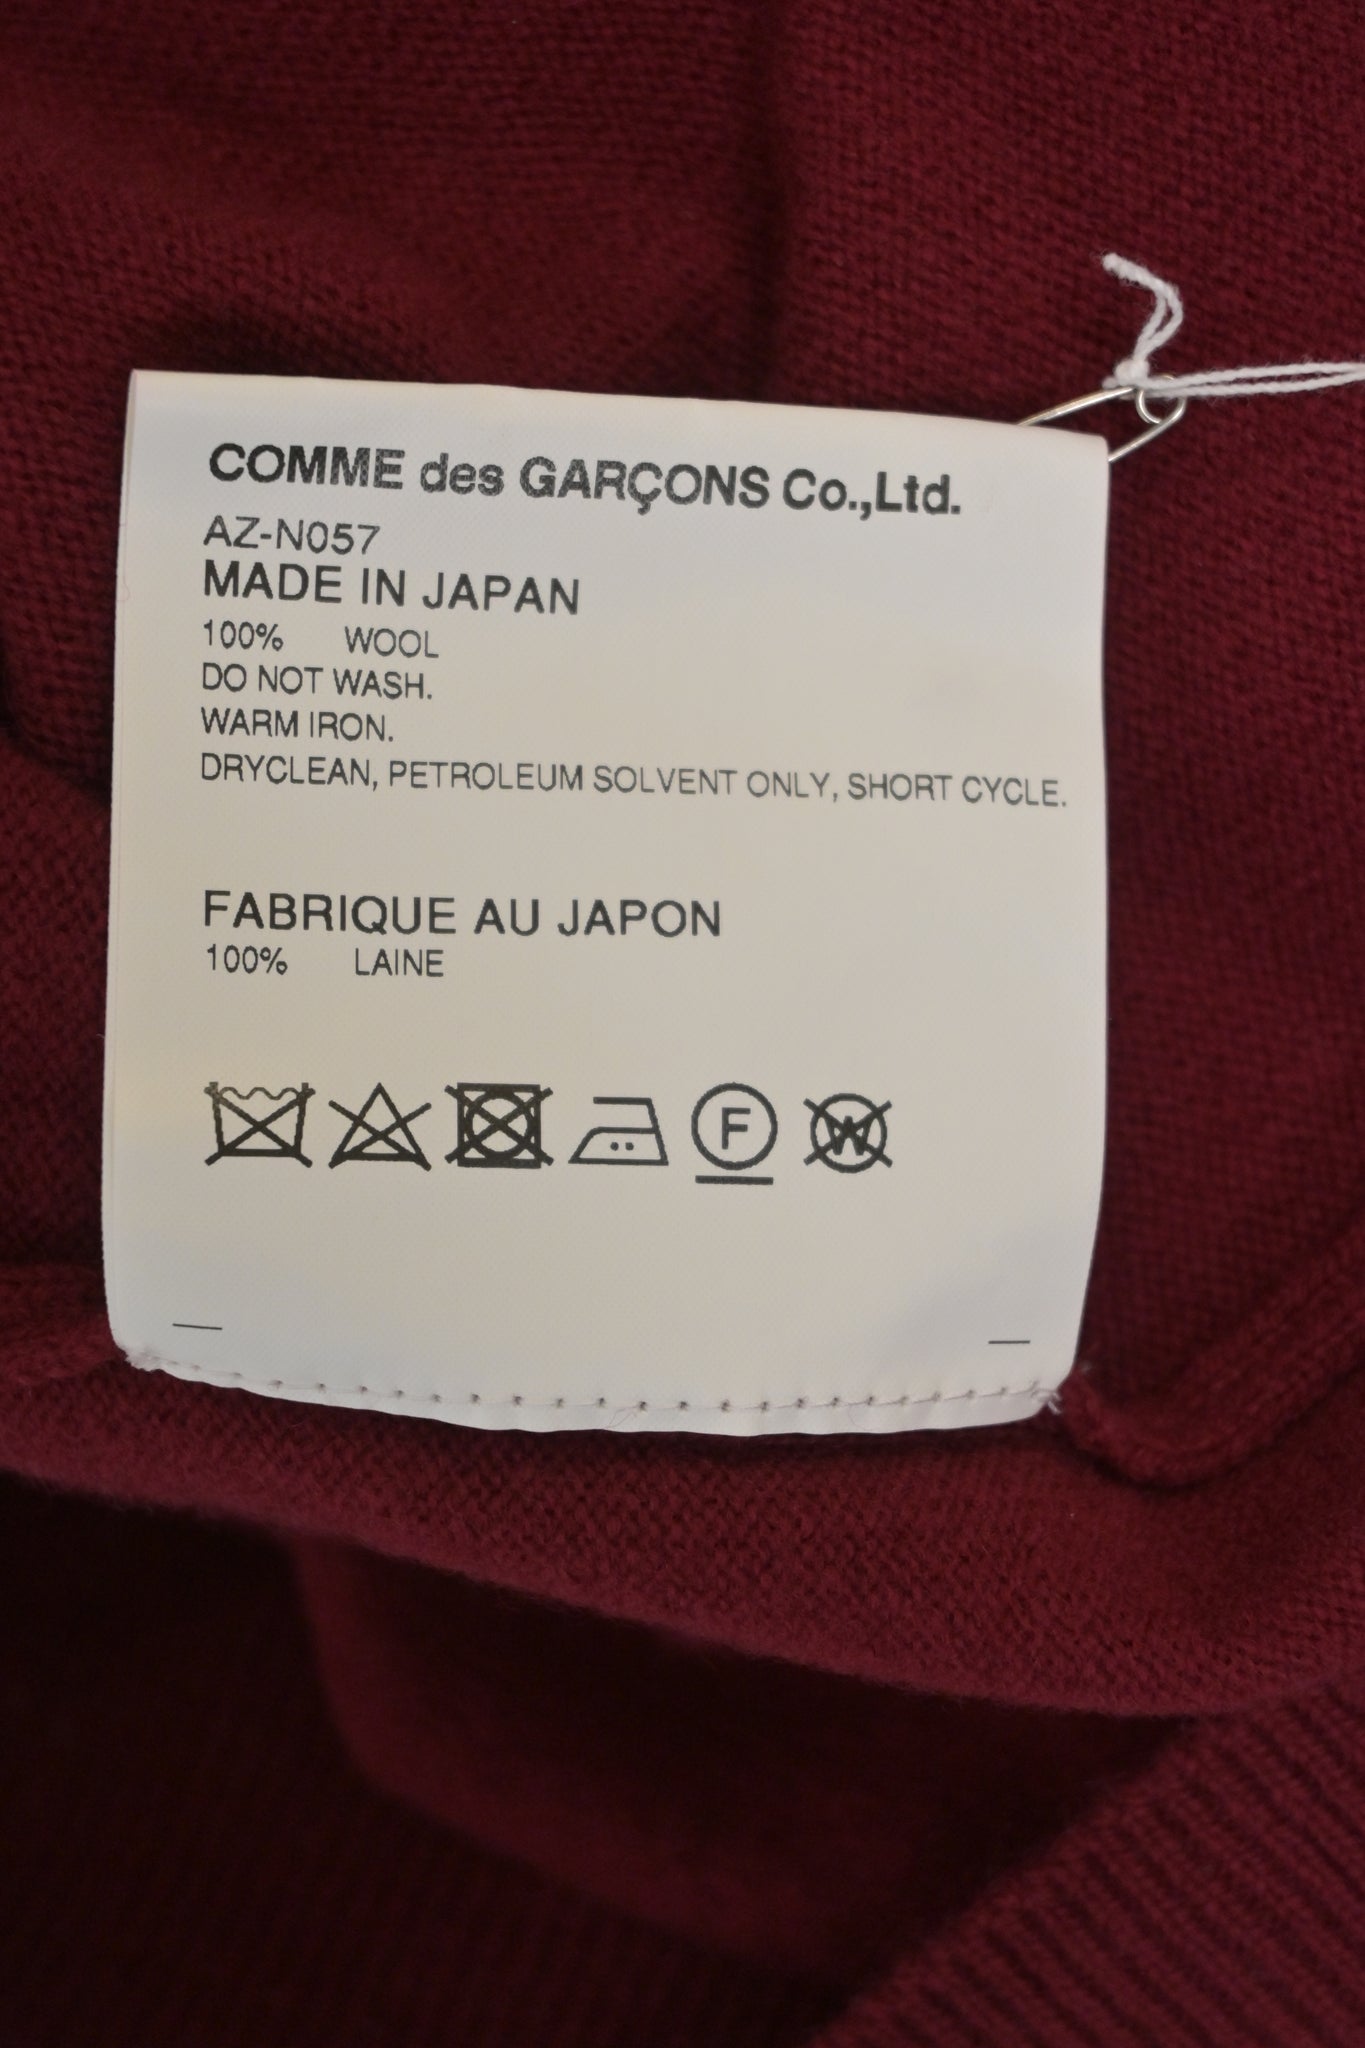 COMME des GARÇONS Co.,Ltd.
AZ-N057
MADE IN JAPAN
100% WOOL
DO NOT WASH.
WARM IRON.
DRYCLEAN, PETROLEUM SOLVENT ONLY, SHORT CYCLE.
FABRIQUE AU JAPON
100% LAINE
F W